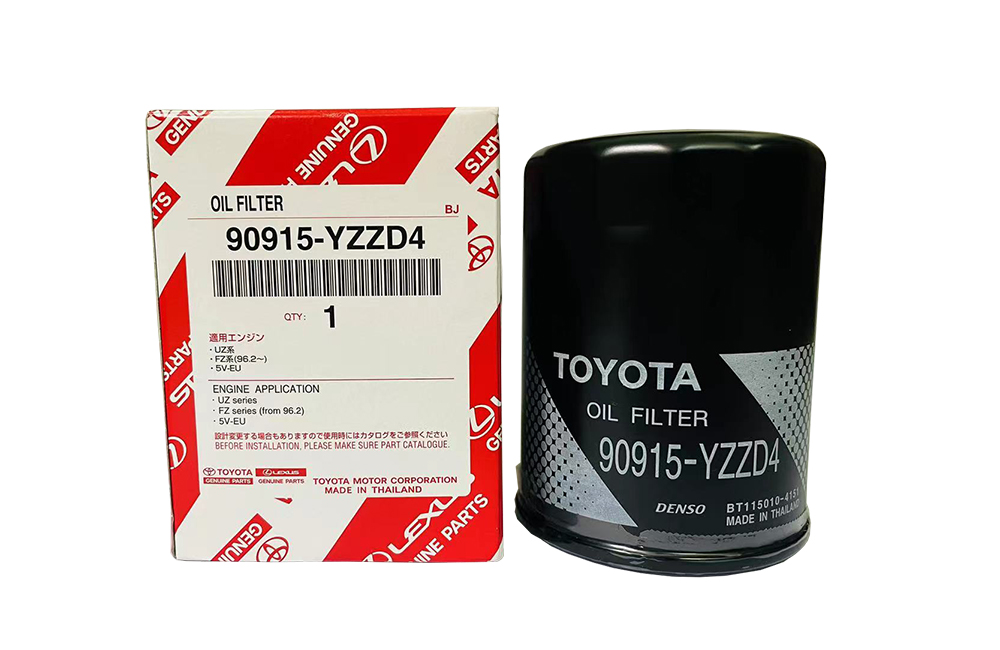 GENUINE
PARTS
LEXUS
GENUINE PARTS
OIL FILTER
BJ
90915-YZZD4
QTY: 1
適用エンジン
・UZ系
・FZ系(96.2〜)
・5V-EU
ENGINE APPLICATION
・UZ series
・FZ series (from 96.2)
・5V-EU
設計変更する場合もありますので使用時にはカタログをご参照ください
BEFORE INSTALLATION, PLEASE MAKE SURE PART CATALOGUE.
TOYOTA LEXUS
GENUINE PARTS GENUINE PARTS
TOYOTA MOTOR CORPORATION
MADE IN THAILAND
LEXUS
TOYOTA
OIL FILTER
90915-YZZD4
DENSO
BT115010-4151
MADE IN THAILAND